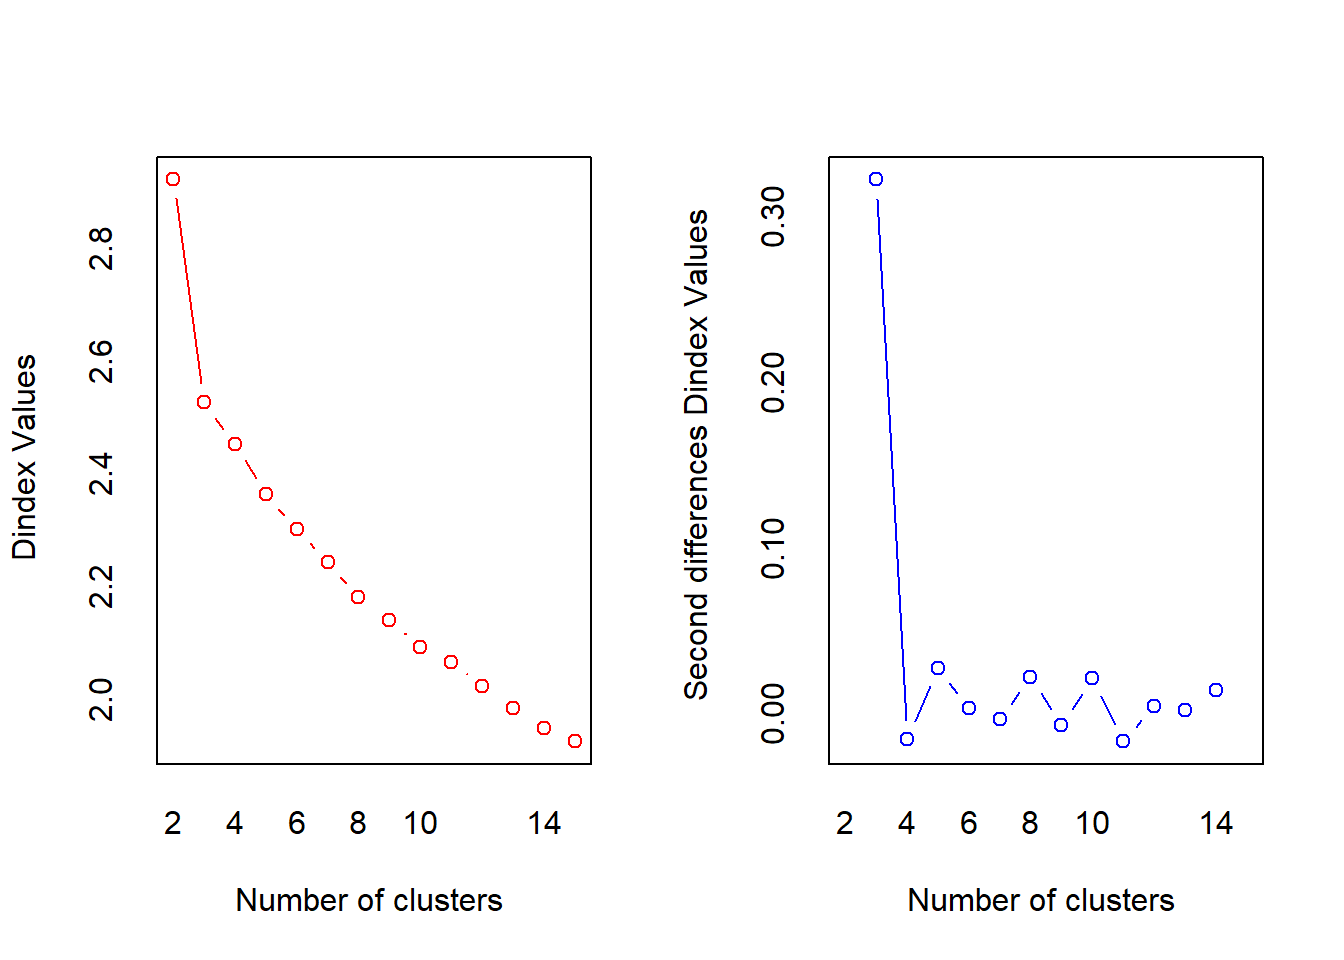 Dindex Values
2.0 2.2 2.4 2.6 2.8
2 4 6 8 10 14
Number of clusters
Second differences Dindex Values
0.00 0.10 0.20 0.30
2 4 6 8 10 14
Number of clusters